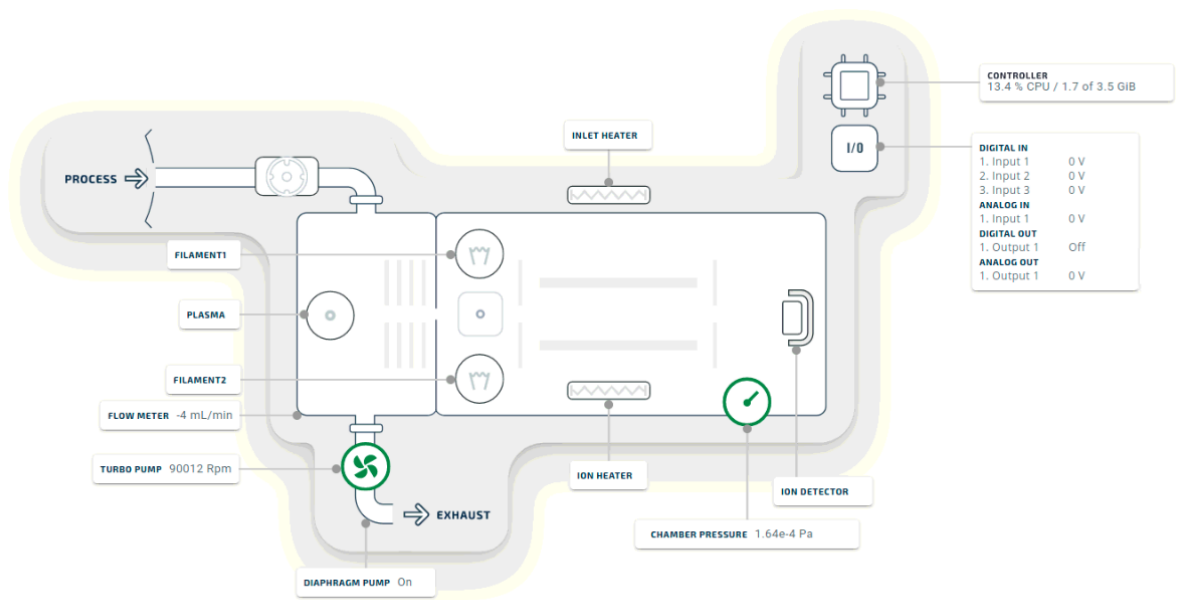 CONTROLLER
13.4 % CPU / 1.7 of 3.5 GiB
INLET HEATER
I/O
DIGITAL IN
1. Input 1 0 V
2. Input 2 0 V
3. Input 3 0 V
ANALOG IN
1. Input 1 0 V
DIGITAL OUT
1. Output 1 Off
ANALOG OUT
1. Output 1 0 V
PROCESS
FILAMENT1
PLASMA
FILAMENT2
FLOW METER -4 mL/min
TURBO PUMP 90012 Rpm
ION HEATER
ION DETECTOR
EXHAUST
CHAMBER PRESSURE 1.64e-4 Pa
DIAPHRAGM PUMP On